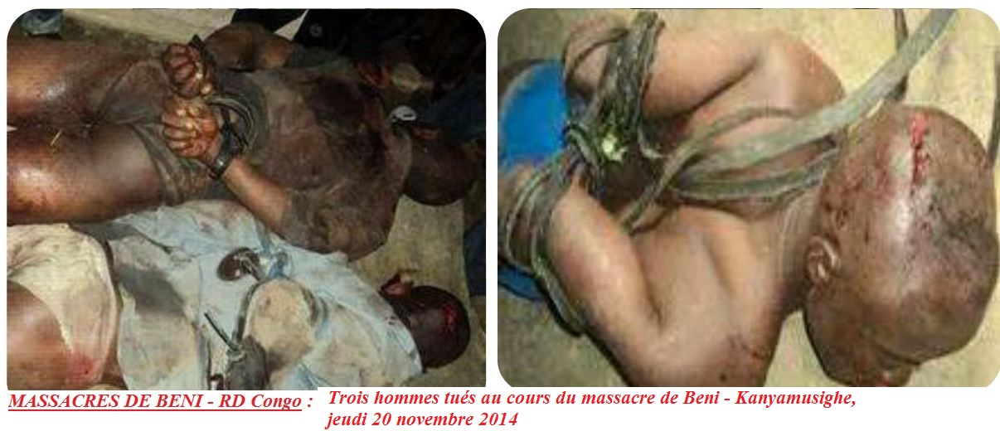 MASSACRES DE BENI - RD Congo :
Trois hommes tués au cours du massacre de Beni - Kanyamusighe,
jeudi 20 novembre 2014